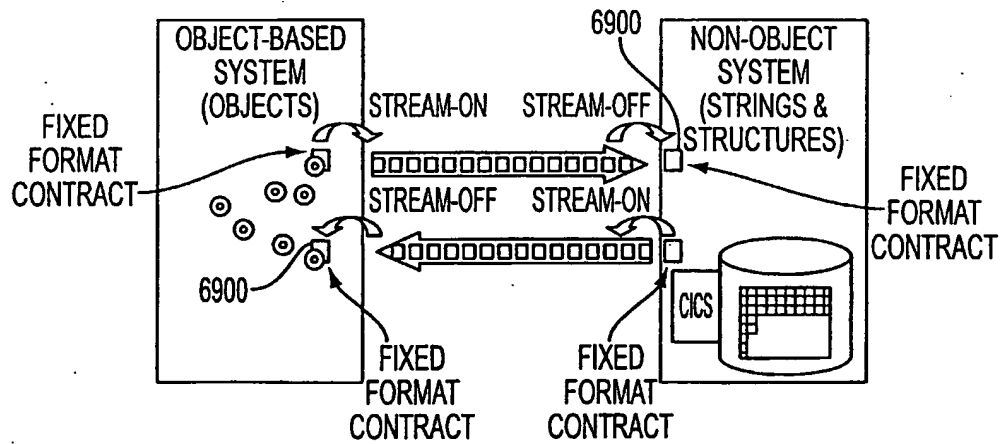 OBJECT-BASED
SYSTEM
(OBJECTS)
6900
NON-OBJECT
SYSTEM
(STRINGS &
STRUCTURES)
STREAM-ON
STREAM-OFF
FIXED
FORMAT
CONTRACT
FIXED
FORMAT
CONTRACT
STREAM-OFF
STREAM-ON
6900
CICS
FIXED
FORMAT
CONTRACT
FIXED
FORMAT
CONTRACT